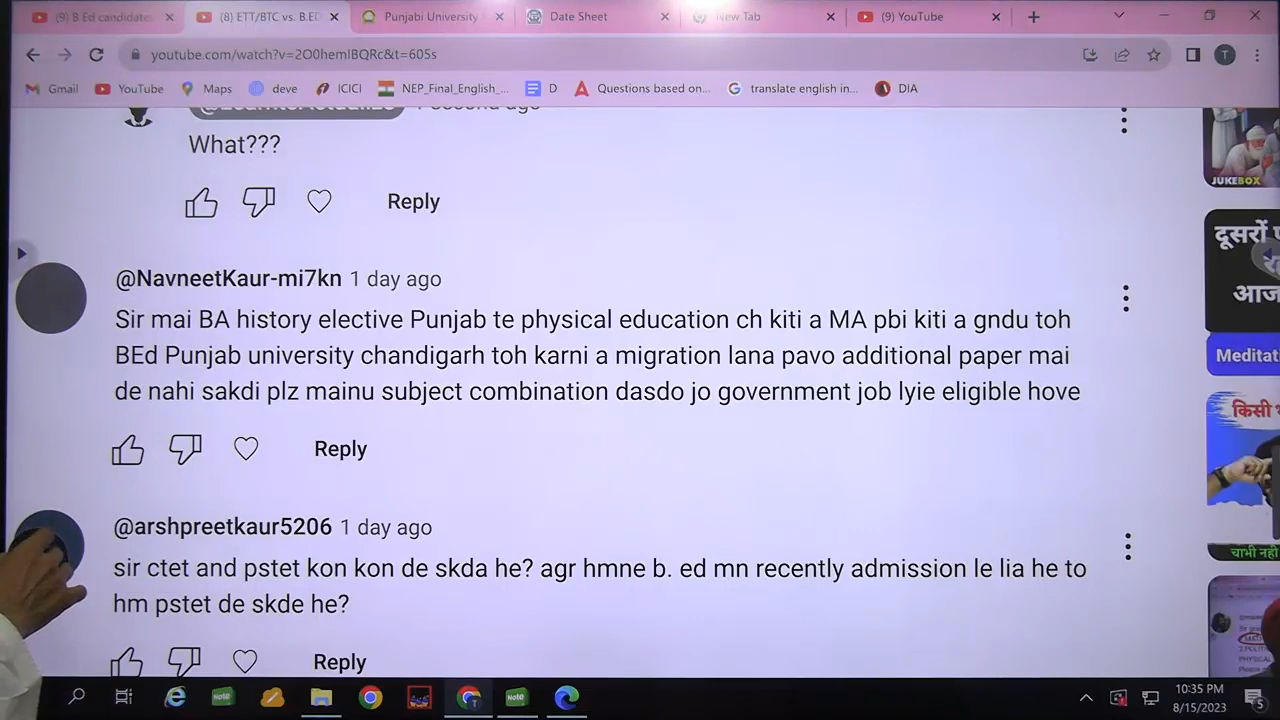 (9) B Ed candidates
(8) ETT/BTC vs. B.ED
Punjabi University
Date Sheet
New Tab
(9) YouTube
youtube.com/watch?v=2O0hemIBQRc&t=605s
T
Gmail
YouTube
Maps
deve
ICICI
NEP_Final_English_...
D
Questions based on...
translate english in...
DIA
What???
Reply
@NavneetKaur-mi7kn 1 day ago
Sir mai BA history elective Punjab te physical education ch kiti a MA pbi kiti a gndu toh
BEd Punjab university chandigarh toh karni a migration lana pavo additional paper mai
de nahi sakdi plz mainu subject combination dasdo jo government job lyie eligible hove
Reply
@arshpreetkaur5206 1 day ago
sir ctet and pstet kon kon de skda he? agr hmne b. ed mn recently admission le lia he to
hm pstet de skde he?
Reply
JUKEBOX
दूसरों
आज
Meditat
किसी
चाभी नही
Note
Note
10:35 PM
8/15/2023
5